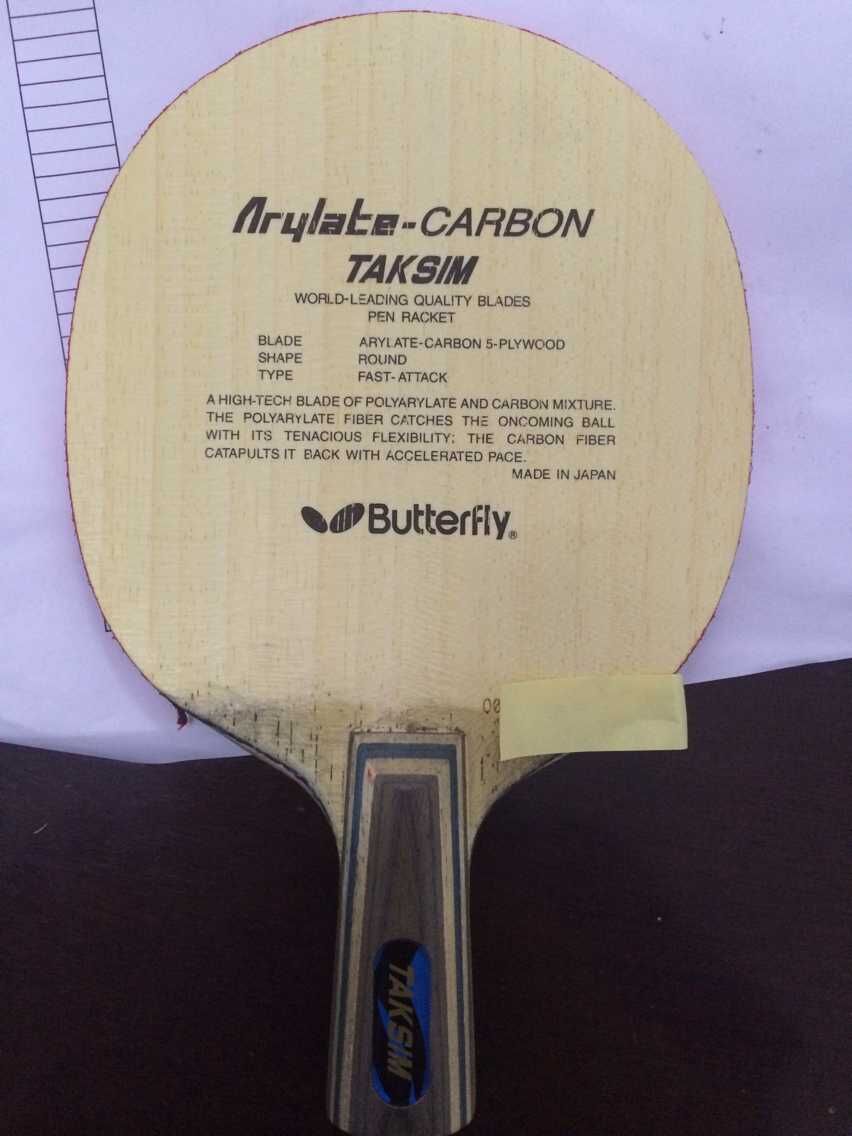 Arylate-CARBON
TAKSIM
WORLD-LEADING QUALITY BLADES
PEN RACKET
BLADE ARYLATE-CARBON 5-PLYWOOD
SHAPE ROUND
TYPE FAST-ATTACK
A HIGH-TECH BLADE OF POLYARYLATE AND CARBON MIXTURE.
THE POLYARYLATE FIBER CATCHES THE ONCOMING BALL
WITH ITS TENACIOUS FLEXIBILITY; THE CARBON FIBER
CATAPULTS IT BACK WITH ACCELERATED PACE.
MADE IN JAPAN
Butterfly®
TAKSIM